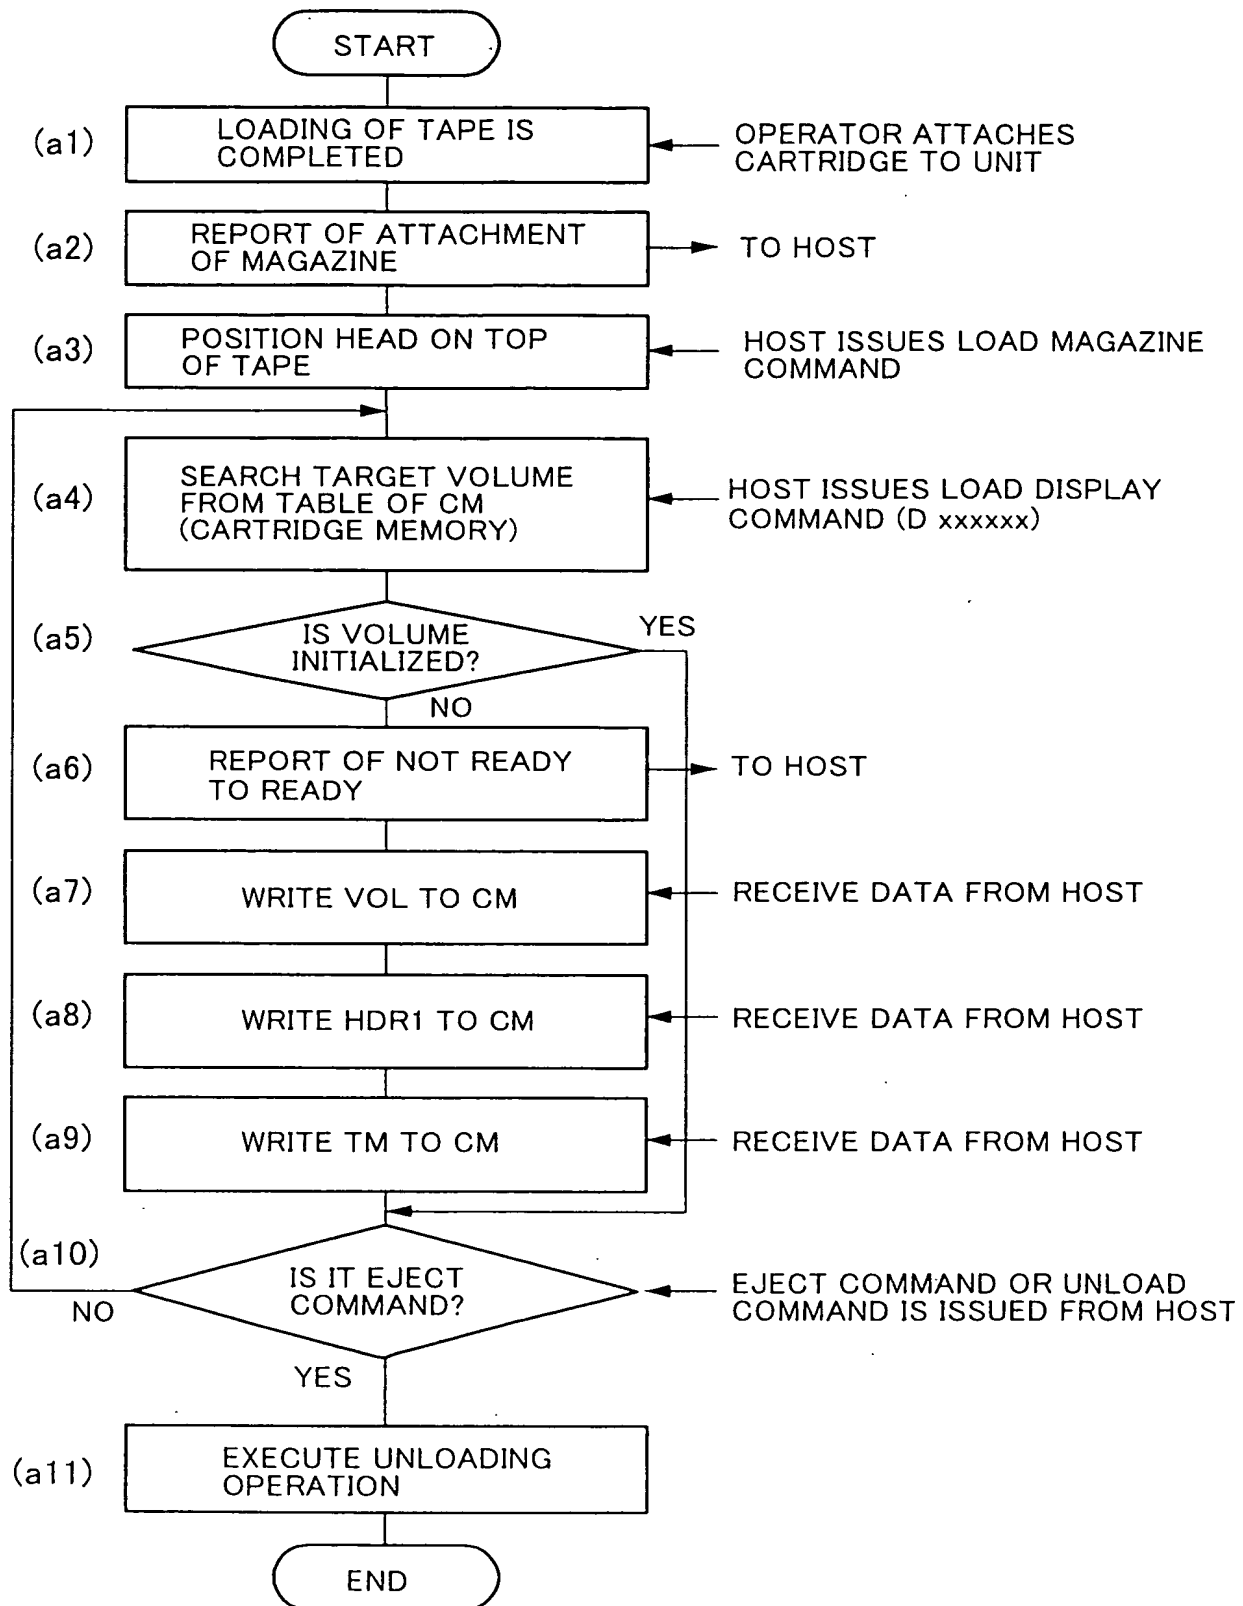 START
(a1)
LOADING OF TAPE IS
COMPLETED
OPERATOR ATTACHES
CARTRIDGE TO UNIT
(a2)
REPORT OF ATTACHMENT
OF MAGAZINE
TO HOST
(a3)
POSITION HEAD ON TOP
OF TAPE
HOST ISSUES LOAD MAGAZINE
COMMAND
(a4)
SEARCH TARGET VOLUME
FROM TABLE OF CM
(CARTRIDGE MEMORY)
HOST ISSUES LOAD DISPLAY
COMMAND (D xxxxxx)
(a5)
IS VOLUME
INITIALIZED?
YES
NO
(a6)
REPORT OF NOT READY
TO READY
TO HOST
(a7)
WRITE VOL TO CM
RECEIVE DATA FROM HOST
(a8)
WRITE HDR1 TO CM
RECEIVE DATA FROM HOST
(a9)
WRITE TM TO CM
RECEIVE DATA FROM HOST
(a10)
IS IT EJECT
COMMAND?
EJECT COMMAND OR UNLOAD
COMMAND IS ISSUED FROM HOST
NO
YES
(a11)
EXECUTE UNLOADING
OPERATION
END